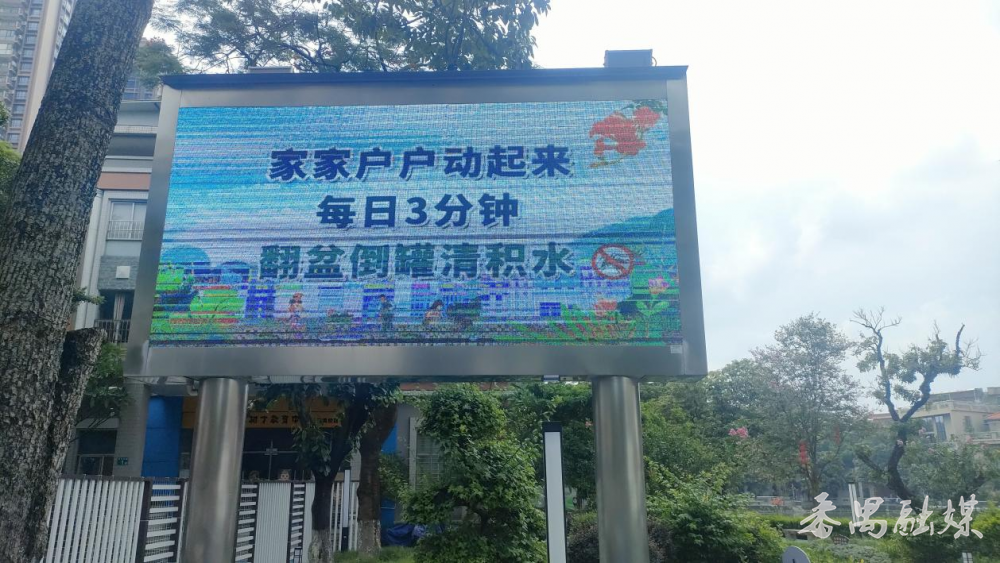 家家户户动起来
每日3分钟
翻盆倒罐清积水
番禺融媒